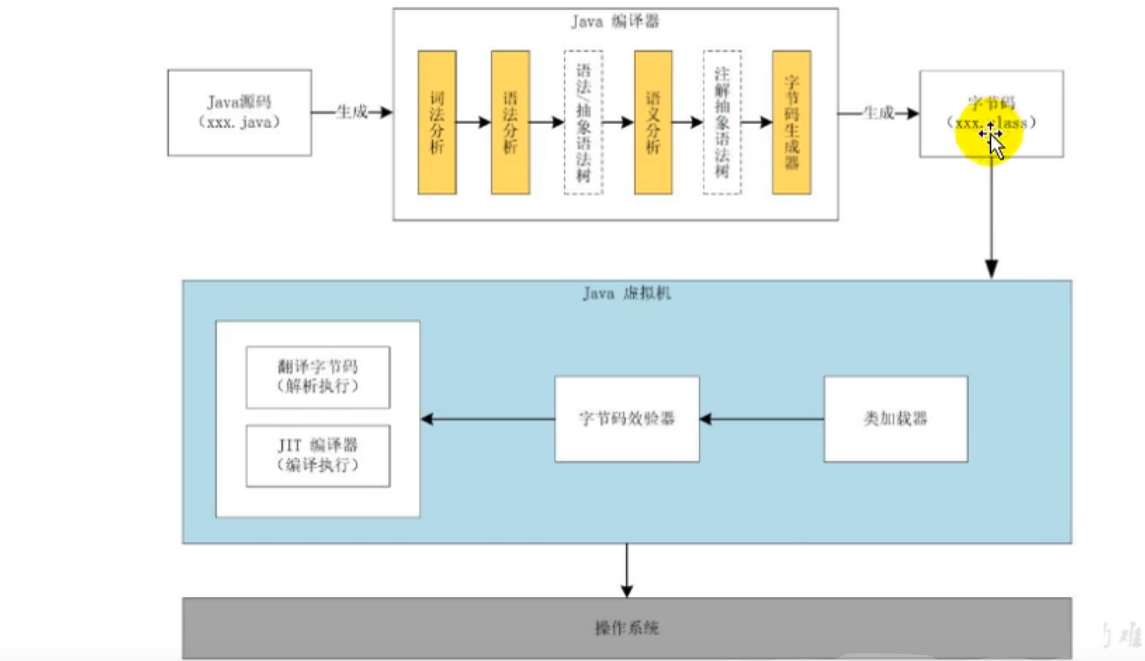 Java 编译器
Java源码
（xxx.java）
生成
词法分析
语法分析
语法/抽象语法树
语义分析
注解抽象语法树
字节码生成器
生成
字节码
（xxx.class）
Java 虚拟机
翻译字节码
（解析执行）
JIT 编译器
（编译执行）
字节码效验器
类加载器
操作系统
难